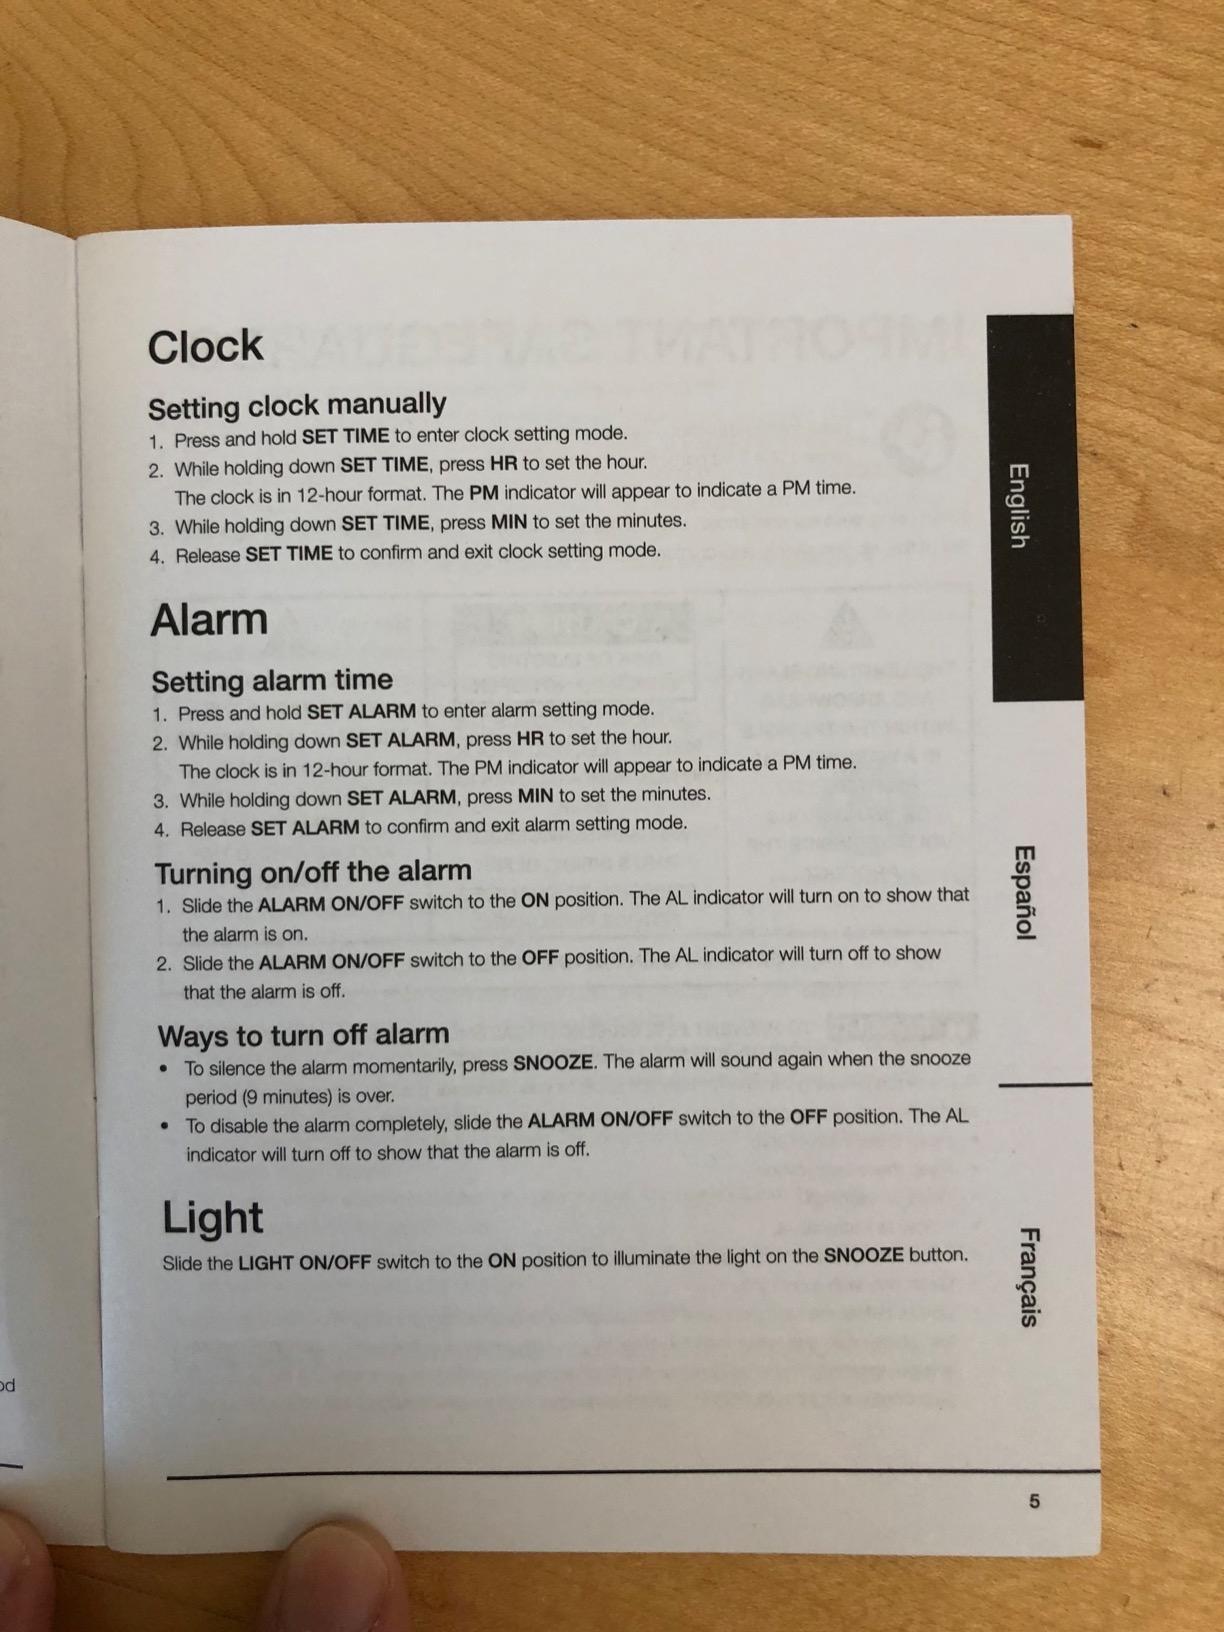 Clock
Setting clock manually
1. Press and hold SET TIME to enter clock setting mode.
2. While holding down SET TIME, press HR to set the hour.
The clock is in 12-hour format. The PM indicator will appear to indicate a PM time.
3. While holding down SET TIME, press MIN to set the minutes.
4. Release SET TIME to confirm and exit clock setting mode.
Alarm
Setting alarm time
1. Press and hold SET ALARM to enter alarm setting mode.
2. While holding down SET ALARM, press HR to set the hour.
The clock is in 12-hour format. The PM indicator will appear to indicate a PM time.
3. While holding down SET ALARM, press MIN to set the minutes.
4. Release SET ALARM to confirm and exit alarm setting mode.
Turning on/off the alarm
1. Slide the ALARM ON/OFF switch to the ON position. The AL indicator will turn on to show that
the alarm is on.
2. Slide the ALARM ON/OFF switch to the OFF position. The AL indicator will turn off to show
that the alarm is off.
Ways to turn off alarm
• To silence the alarm momentarily, press SNOOZE. The alarm will sound again when the snooze
period (9 minutes) is over.
• To disable the alarm completely, slide the ALARM ON/OFF switch to the OFF position. The AL
indicator will turn off to show that the alarm is off.
Light
Slide the LIGHT ON/OFF switch to the ON position to illuminate the light on the SNOOZE button.
English
Español
Français
5